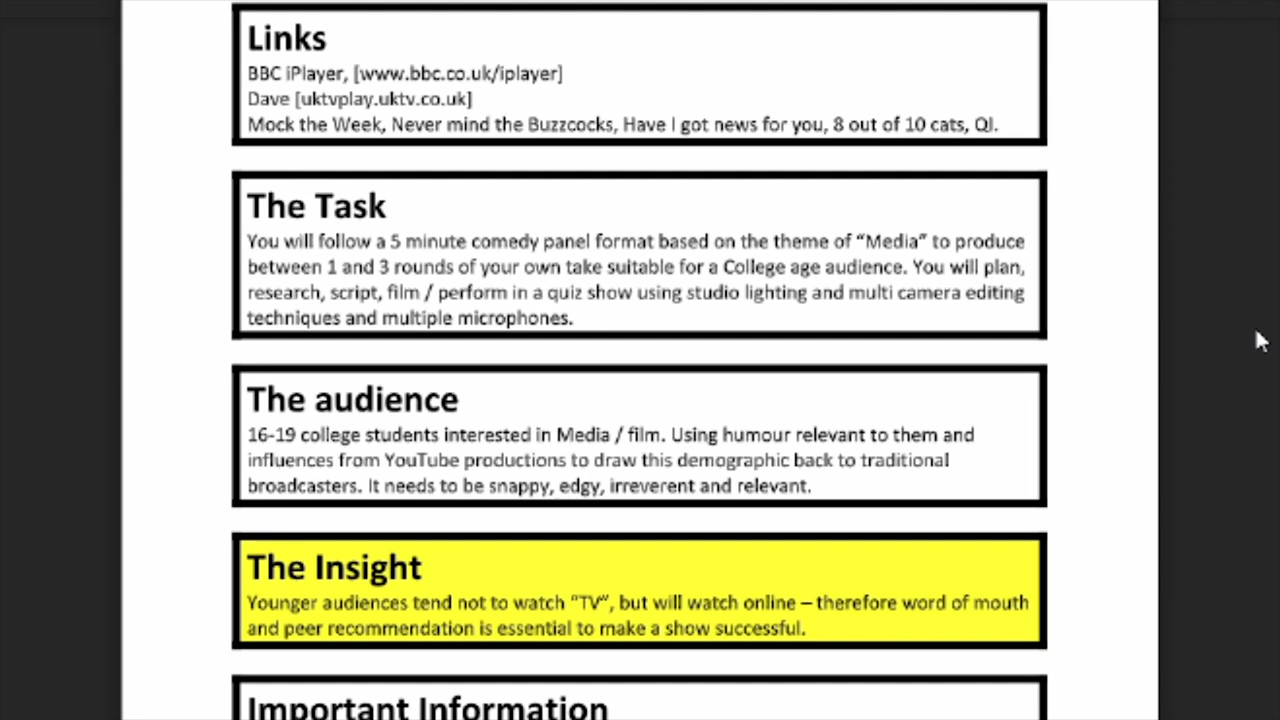 Links
BBC iPlayer, [www.bbc.co.uk/iplayer]
Dave [uktvplay.uktv.co.uk]
Mock the Week, Never mind the Buzzcocks, Have I got news for you, 8 out of 10 cats, QI.
The Task
You will follow a 5 minute comedy panel format based on the theme of “Media” to produce
between 1 and 3 rounds of your own take suitable for a College age audience. You will plan,
research, script, film / perform in a quiz show using studio lighting and multi camera editing
techniques and multiple microphones.
The audience
16-19 college students interested in Media / film. Using humour relevant to them and
influences from YouTube productions to draw this demographic back to traditional
broadcasters. It needs to be snappy, edgy, irreverent and relevant.
The Insight
Younger audiences tend not to watch “TV”, but will watch online – therefore word of mouth
and peer recommendation is essential to make a show successful.
Important Information